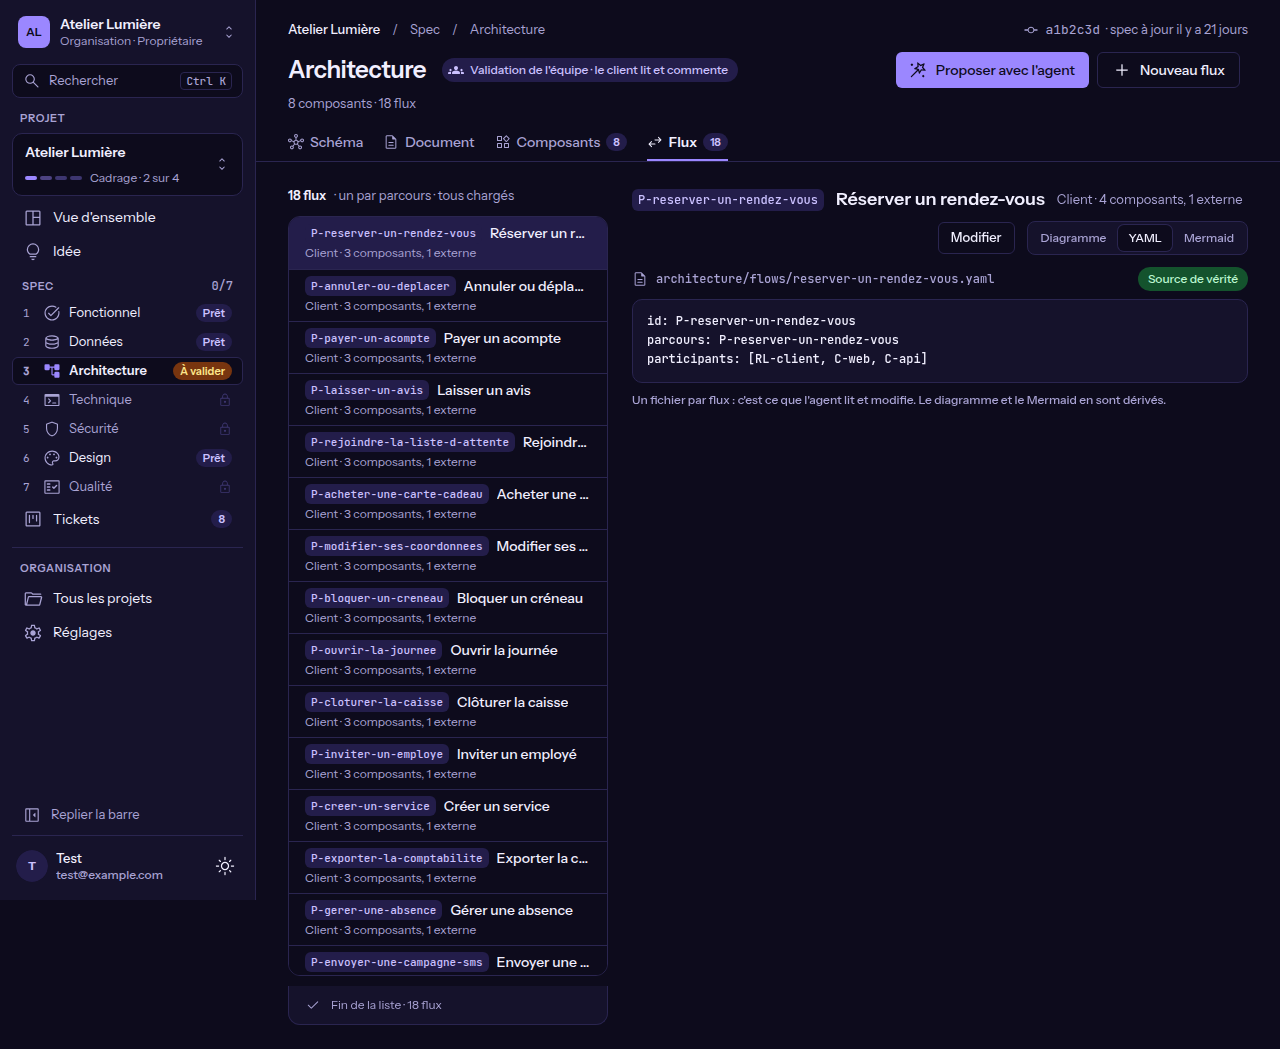 AL
Atelier Lumière
Organisation · Propriétaire
Rechercher
Ctrl K
PROJET
Atelier Lumière
Cadrage · 2 sur 4
Vue d'ensemble
Idée
SPEC 0/7
1 Fonctionnel Prêt
2 Données Prêt
3 Architecture À valider
4 Technique
5 Sécurité
6 Design Prêt
7 Qualité
Tickets 8
ORGANISATION
Tous les projets
Réglages
Replier la barre
T
Test
test@example.com
Atelier Lumière / Spec / Architecture
a1b2c3d · spec à jour il y a 21 jours
Architecture
Validation de l'équipe · le client lit et commente
Proposer avec l'agent
Nouveau flux
8 composants · 18 flux
Schéma
Document
Composants 8
Flux 18
18 flux · un par parcours · tous chargés
P-reserver-un-rendez-vous Réserver un r…
Client · 3 composants, 1 externe
P-annuler-ou-deplacer Annuler ou dépla…
Client · 3 composants, 1 externe
P-payer-un-acompte Payer un acompte
Client · 3 composants, 1 externe
P-laisser-un-avis Laisser un avis
Client · 3 composants, 1 externe
P-rejoindre-la-liste-d-attente Rejoindr…
Client · 3 composants, 1 externe
P-acheter-une-carte-cadeau Acheter une …
Client · 3 composants, 1 externe
P-modifier-ses-coordonnees Modifier ses …
Client · 3 composants, 1 externe
P-bloquer-un-creneau Bloquer un créneau
Client · 3 composants, 1 externe
P-ouvrir-la-journee Ouvrir la journée
Client · 3 composants, 1 externe
P-cloturer-la-caisse Clôturer la caisse
Client · 3 composants, 1 externe
P-inviter-un-employe Inviter un employé
Client · 3 composants, 1 externe
P-creer-un-service Créer un service
Client · 3 composants, 1 externe
P-exporter-la-comptabilite Exporter la c…
Client · 3 composants, 1 externe
P-gerer-une-absence Gérer une absence
Client · 3 composants, 1 externe
P-envoyer-une-campagne-sms Envoyer une …
Fin de la liste · 18 flux
P-reserver-un-rendez-vous Réserver un rendez-vous Client · 4 composants, 1 externe
Modifier
Diagramme
YAML
Mermaid
architecture/flows/reserver-un-rendez-vous.yaml
Source de vérité
id: P-reserver-un-rendez-vous
parcours: P-reserver-un-rendez-vous
participants: [RL-client, C-web, C-api]
Un fichier par flux : c'est ce que l'agent lit et modifie. Le diagramme et le Mermaid en sont dérivés.